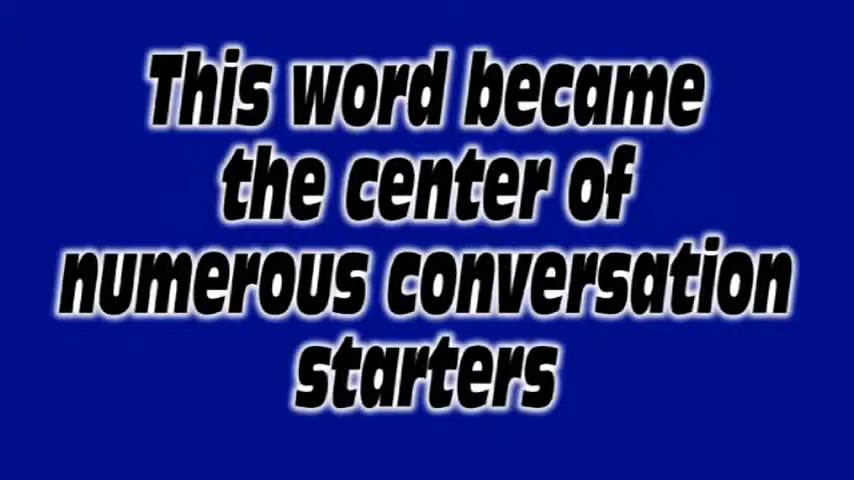 This word became
the center of
numerous conversation
starters